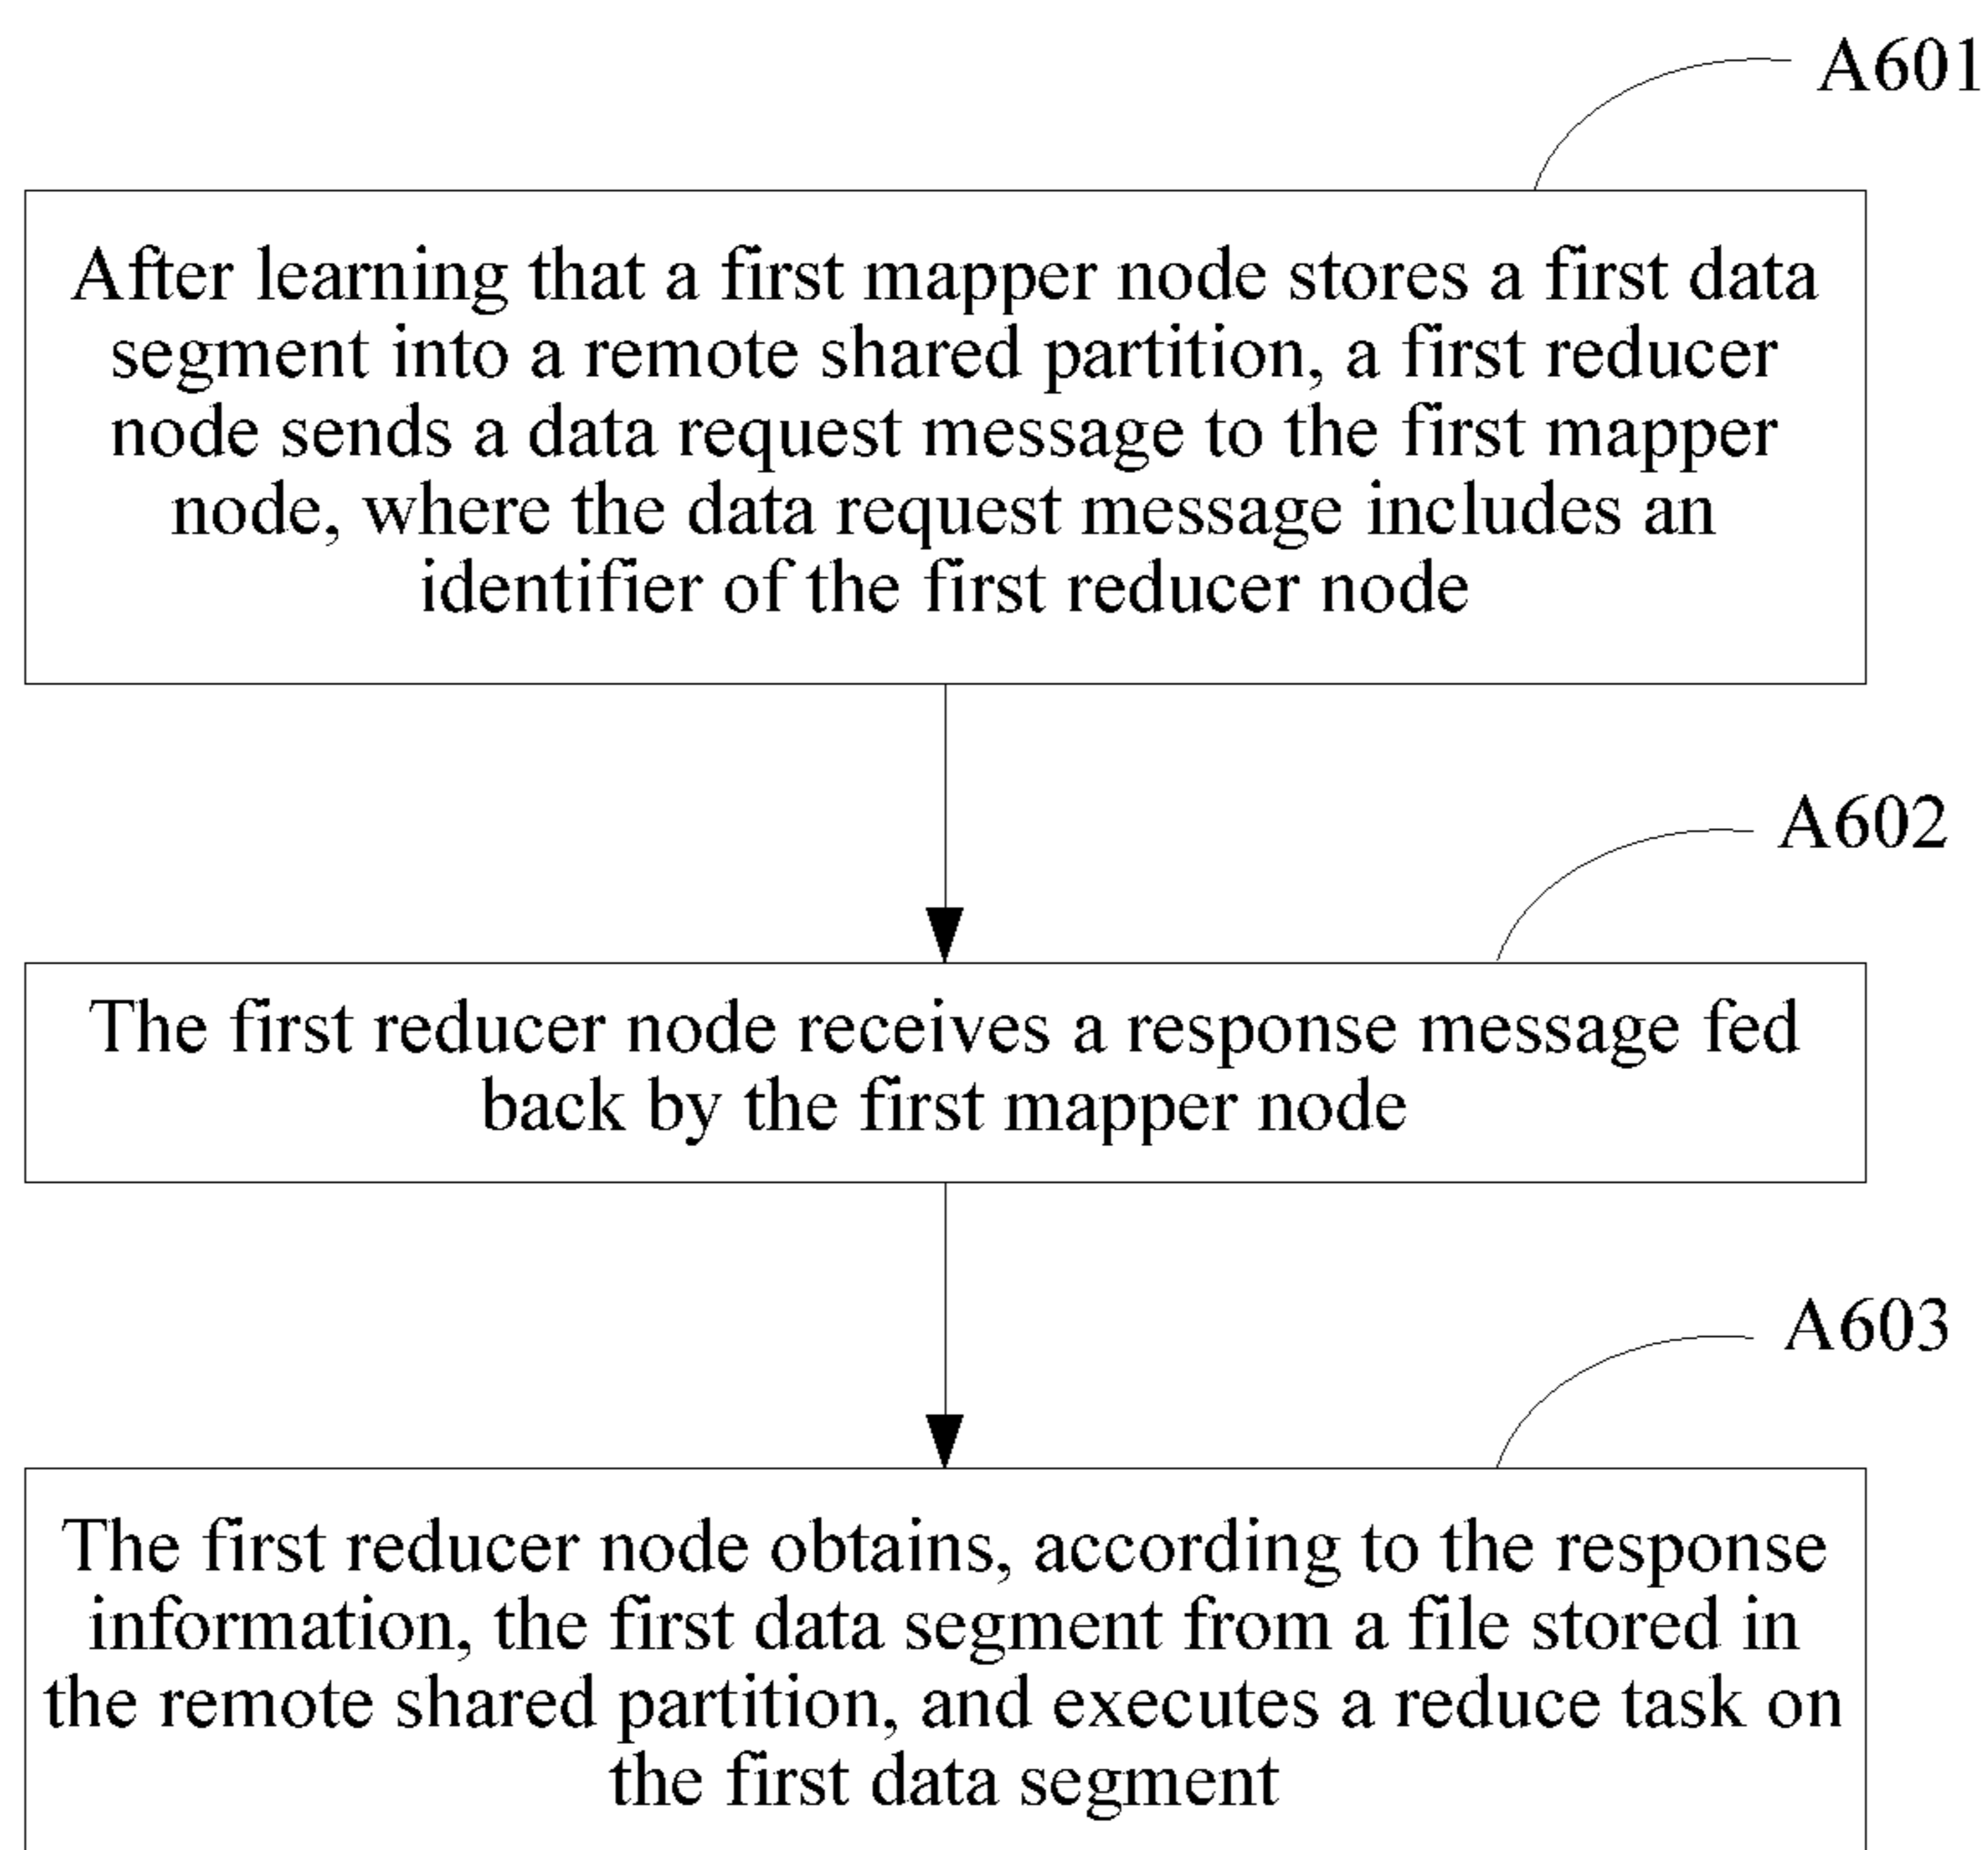 A601
After learning that a first mapper node stores a first data
segment into a remote shared partition, a first reducer
node sends a data request message to the first mapper
node, where the data request message includes an
identifier of the first reducer node
A602
The first reducer node receives a response message fed
back by the first mapper node
A603
The first reducer node obtains, according to the response
information, the first data segment from a file stored in
the remote shared partition, and executes a reduce task on
the first data segment